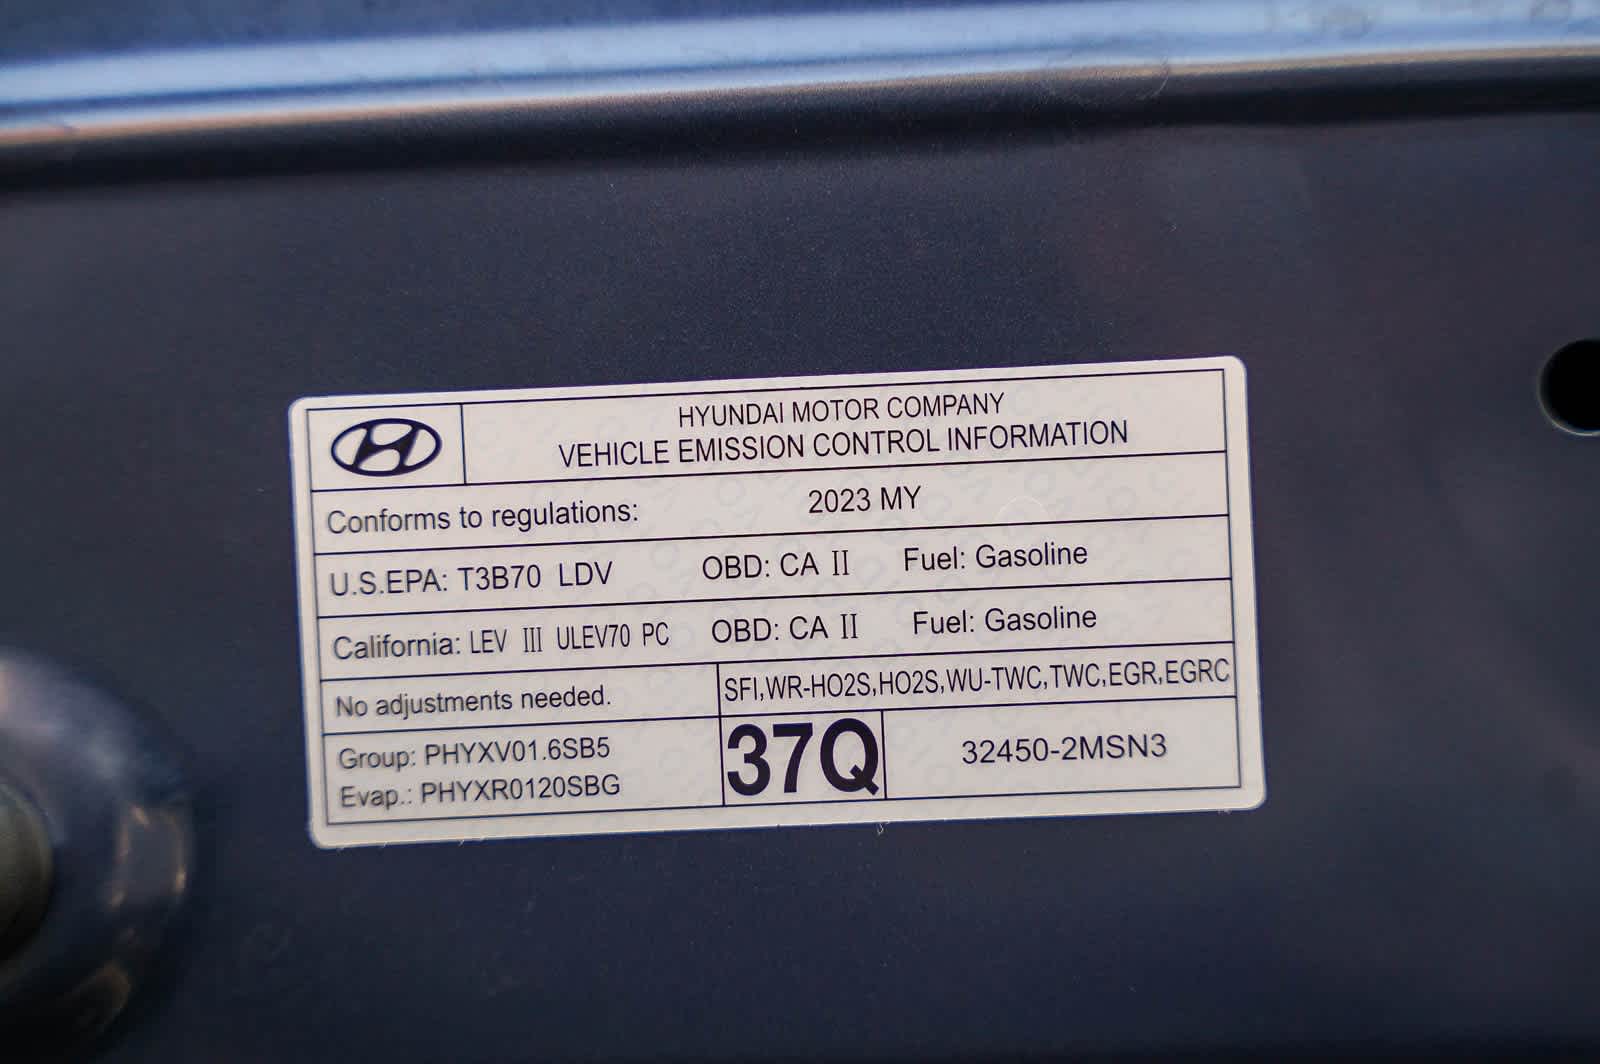 HYUNDAI MOTOR COMPANY
VEHICLE EMISSION CONTROL INFORMATION
Conforms to regulations: 2023 MY
U.S.EPA: T3B70 LDV OBD: CA II Fuel: Gasoline
California: LEV III ULEV70 PC OBD: CA II Fuel: Gasoline
No adjustments needed. SFI,WR-HO2S,HO2S,WU-TWC,TWC,EGR,EGRC
Group: PHYXV01.6SB5
Evap.: PHYXR0120SBG
37Q
32450-2MSN3